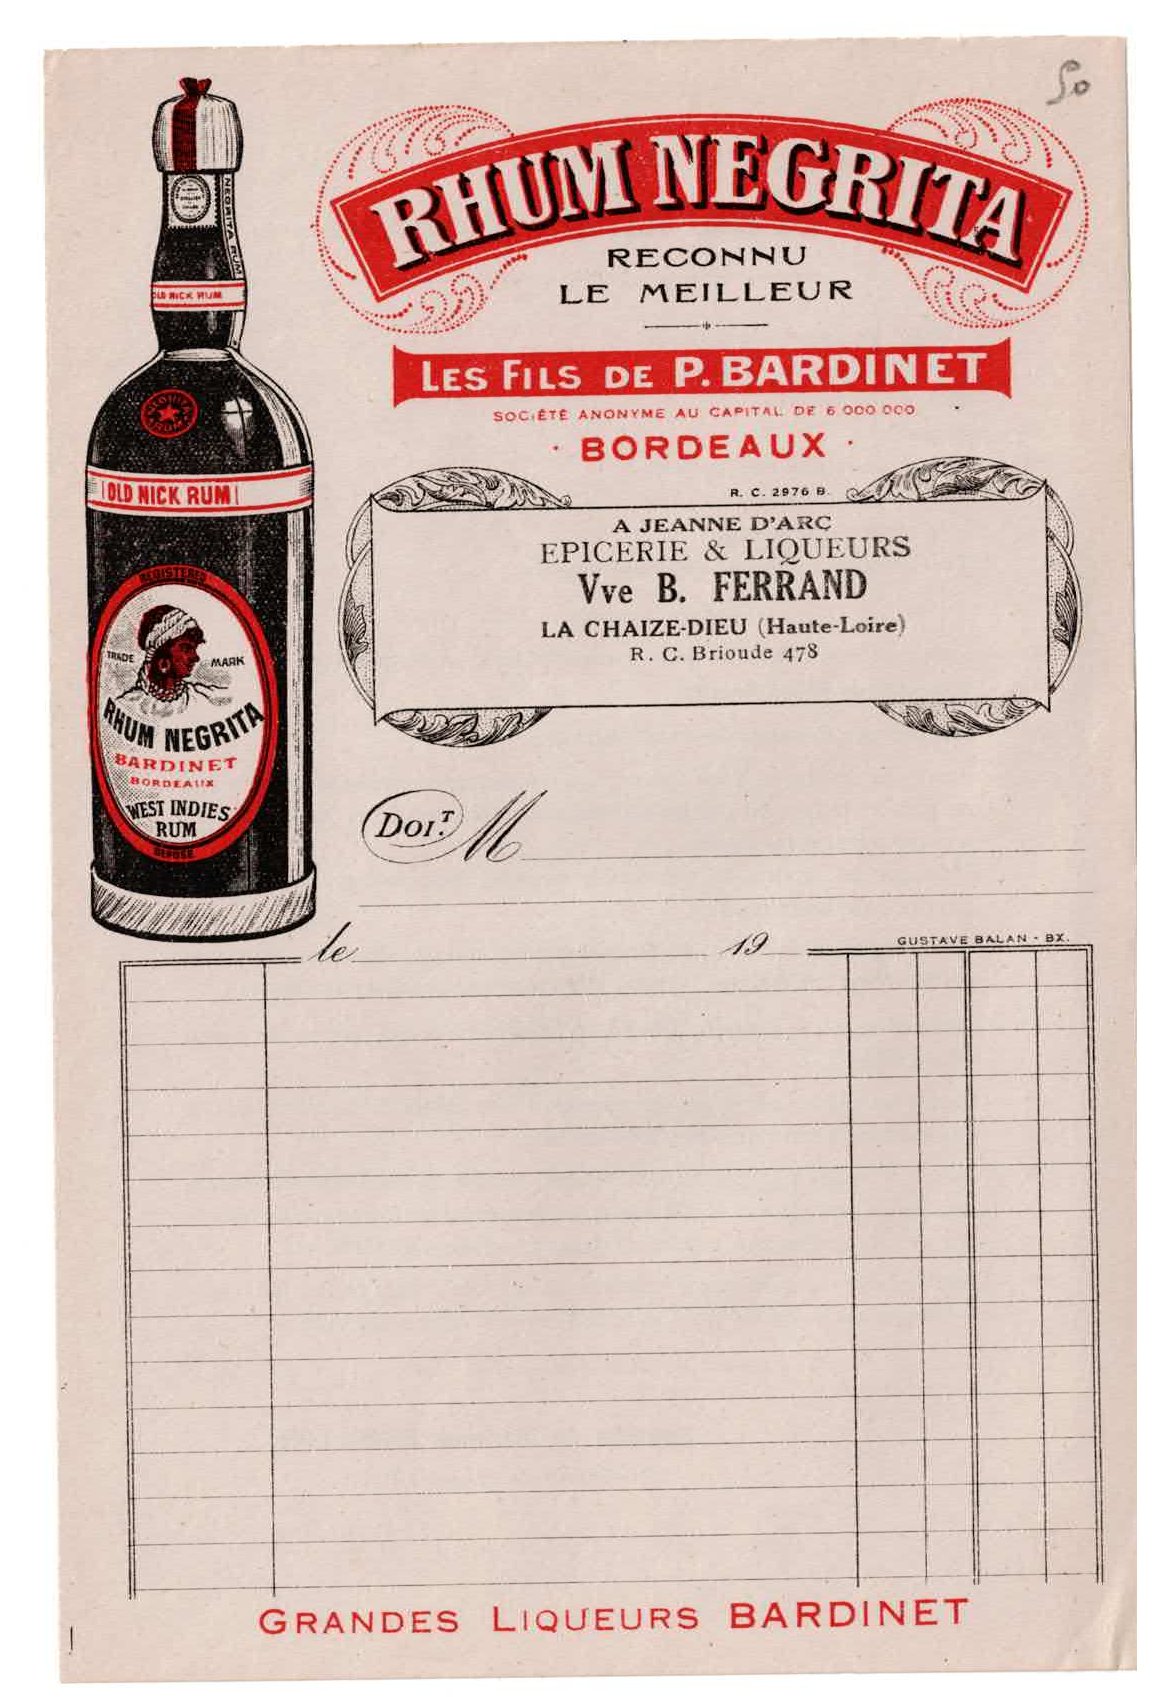 50
RHUM NEGRITA
RECONNU
LE MEILLEUR
LES FILS DE P. BARDINET
SOCIÉTÉ ANONYME AU CAPITAL DE 6 000 000
· BORDEAUX ·
R. C. 2976 B.
A JEANNE D'ARC
EPICERIE & LIQUEURS
Vve B. FERRAND
LA CHAIZE-DIEU (Haute-Loire)
R. C. Brioude 478
NEGRITA RUM
OLD NICK RUM
OLD NICK RUM
REGISTERED
TRADE MARK
RHUM NEGRITA
BARDINET
BORDEAUX
WEST INDIES
RUM
DÉPOSÉ
DOI.T M
le 19
GUSTAVE BALAN - BX.
GRANDES LIQUEURS BARDINET